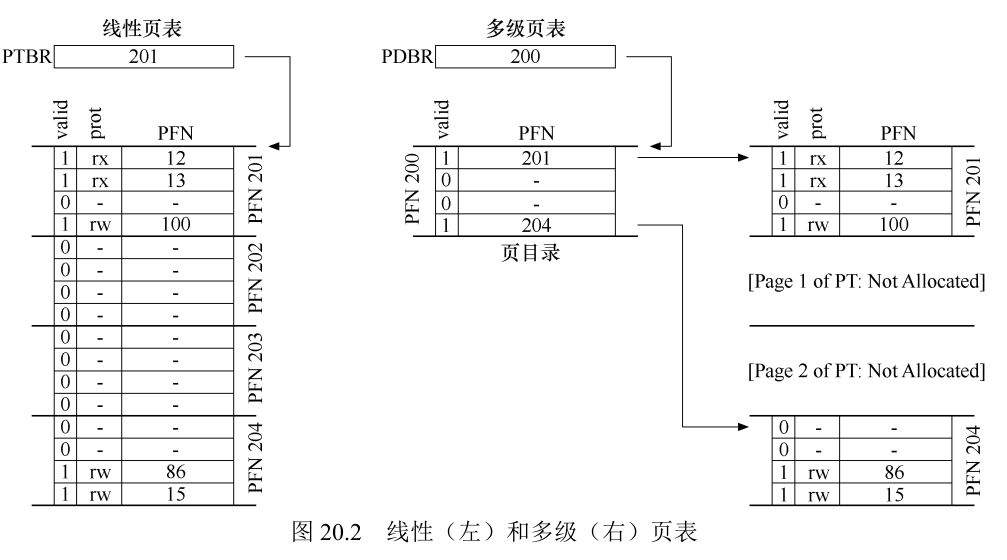 线性页表
PTBR 201
valid prot PFN
1 rx 12
1 rx 13
0 - -
1 rw 100
PFN 201
0 - -
0 - -
0 - -
0 - -
PFN 202
0 - -
0 - -
0 - -
0 - -
PFN 203
0 - -
0 - -
1 rw 86
1 rw 15
PFN 204
多级页表
PDBR 200
valid PFN
PFN 200
1 201
0 -
0 -
1 204
页目录
valid prot PFN
1 rx 12
1 rx 13
0 - -
1 rw 100
PFN 201
[Page 1 of PT: Not Allocated]
[Page 2 of PT: Not Allocated]
0 - -
0 - -
1 rw 86
1 rw 15
PFN 204
图 20.2 线性（左）和多级（右）页表